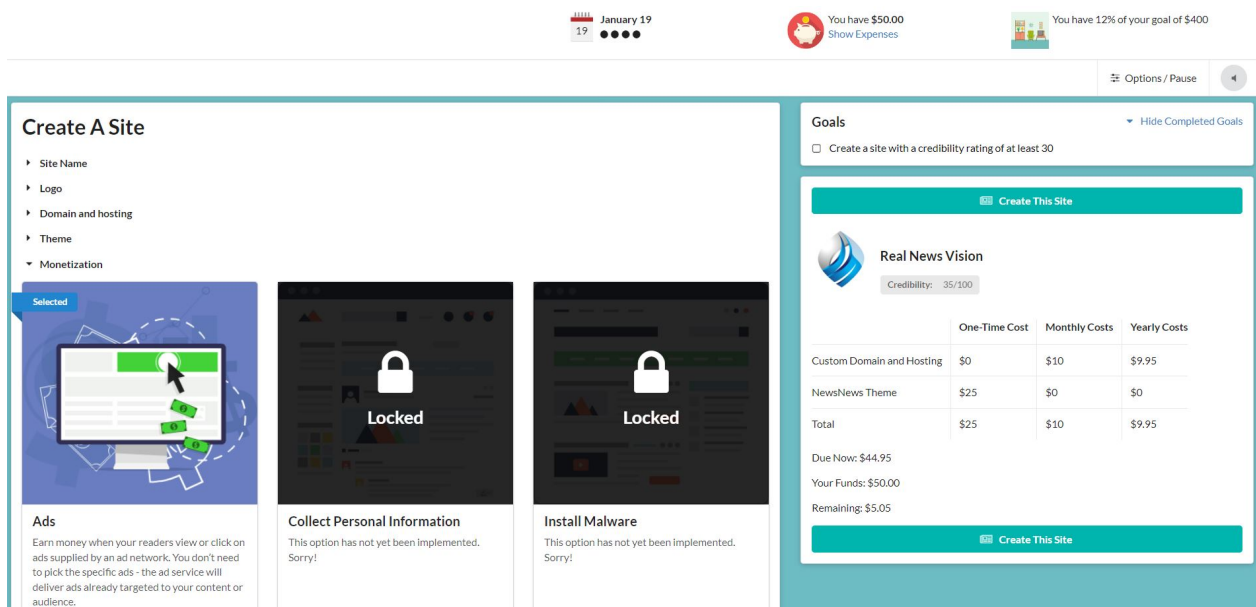 January 19
19
You have $50.00
Show Expenses
You have 12% of your goal of $400
Options / Pause
Create A Site
Site Name
Logo
Domain and hosting
Theme
Monetization
Selected
Locked
Locked
Ads
Earn money when your readers view or click on
ads supplied by an ad network. You don't need
to pick the specific ads - the ad service will
deliver ads already targeted to your content or
audience.
Collect Personal Information
This option has not yet been implemented.
Sorry!
Install Malware
This option has not yet been implemented.
Sorry!
Goals
Hide Completed Goals
Create a site with a credibility rating of at least 30
Create This Site
Real News Vision
Credibility: 35/100
One-Time Cost Monthly Costs Yearly Costs
Custom Domain and Hosting $0 $10 $9.95
NewsNews Theme $25 $0 $0
Total $25 $10 $9.95
Due Now: $44.95
Your Funds: $50.00
Remaining: $5.05
Create This Site